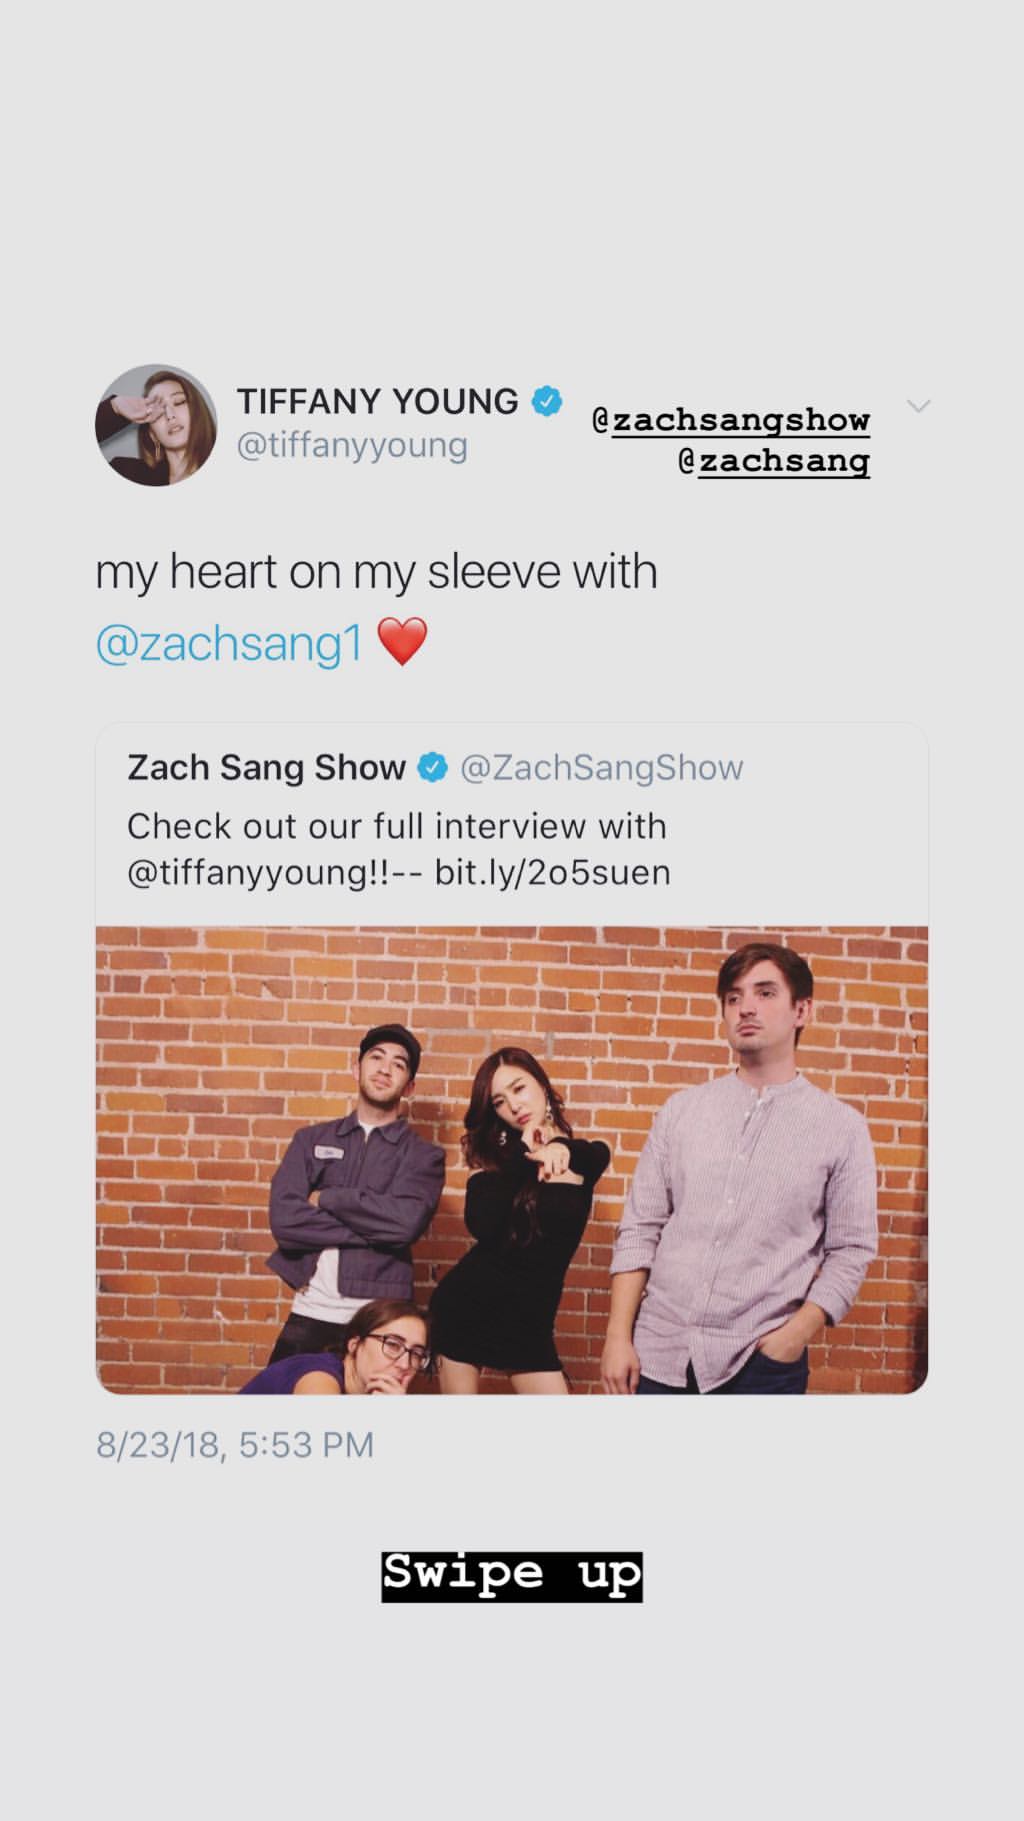 TIFFANY YOUNG
@tiffanyyoung
@zachsangshow
@zachsang
my heart on my sleeve with
@zachsang1 ❤️
Zach Sang Show @ZachSangShow
Check out our full interview with
@tiffanyyoung!!-- bit.ly/2o5suen
8/23/18, 5:53 PM
Swipe up